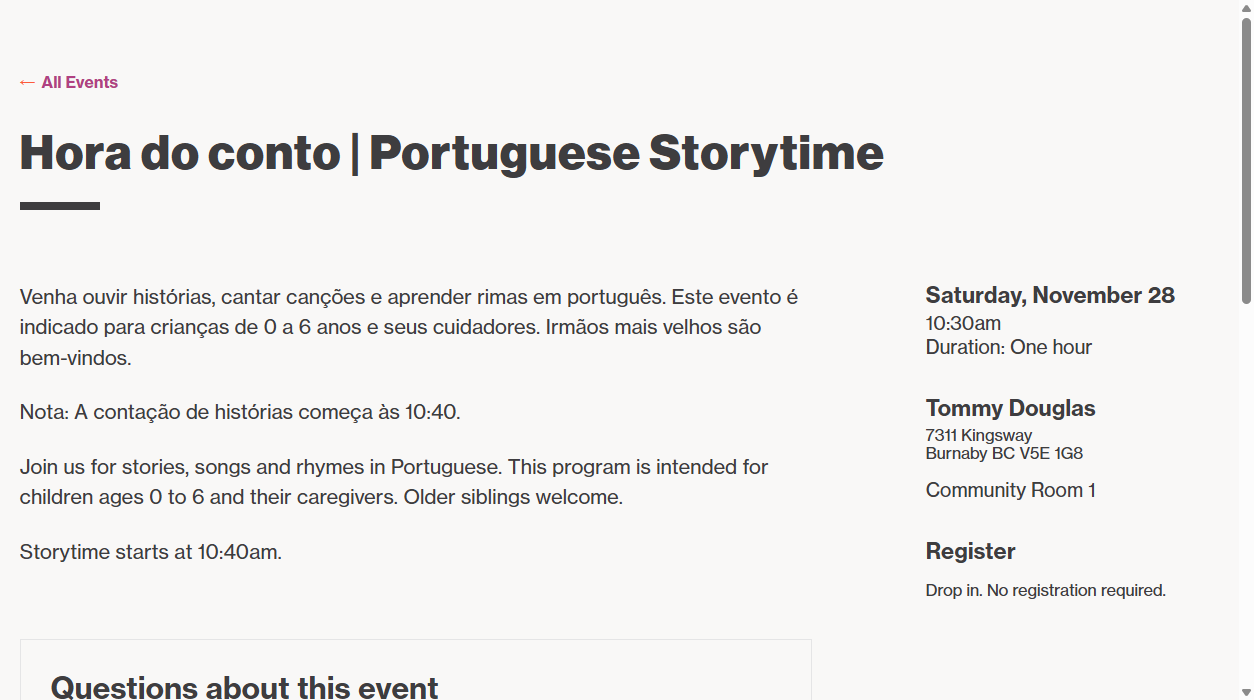 ← All Events
Hora do conto | Portuguese Storytime
Venha ouvir histórias, cantar canções e aprender rimas em português. Este evento é
indicado para crianças de 0 a 6 anos e seus cuidadores. Irmãos mais velhos são
bem-vindos.
Nota: A contação de histórias começa às 10:40.
Join us for stories, songs and rhymes in Portuguese. This program is intended for
children ages 0 to 6 and their caregivers. Older siblings welcome.
Storytime starts at 10:40am.
Saturday, November 28
10:30am
Duration: One hour
Tommy Douglas
7311 Kingsway
Burnaby BC V5E 1G8
Community Room 1
Register
Drop in. No registration required.
Questions about this event